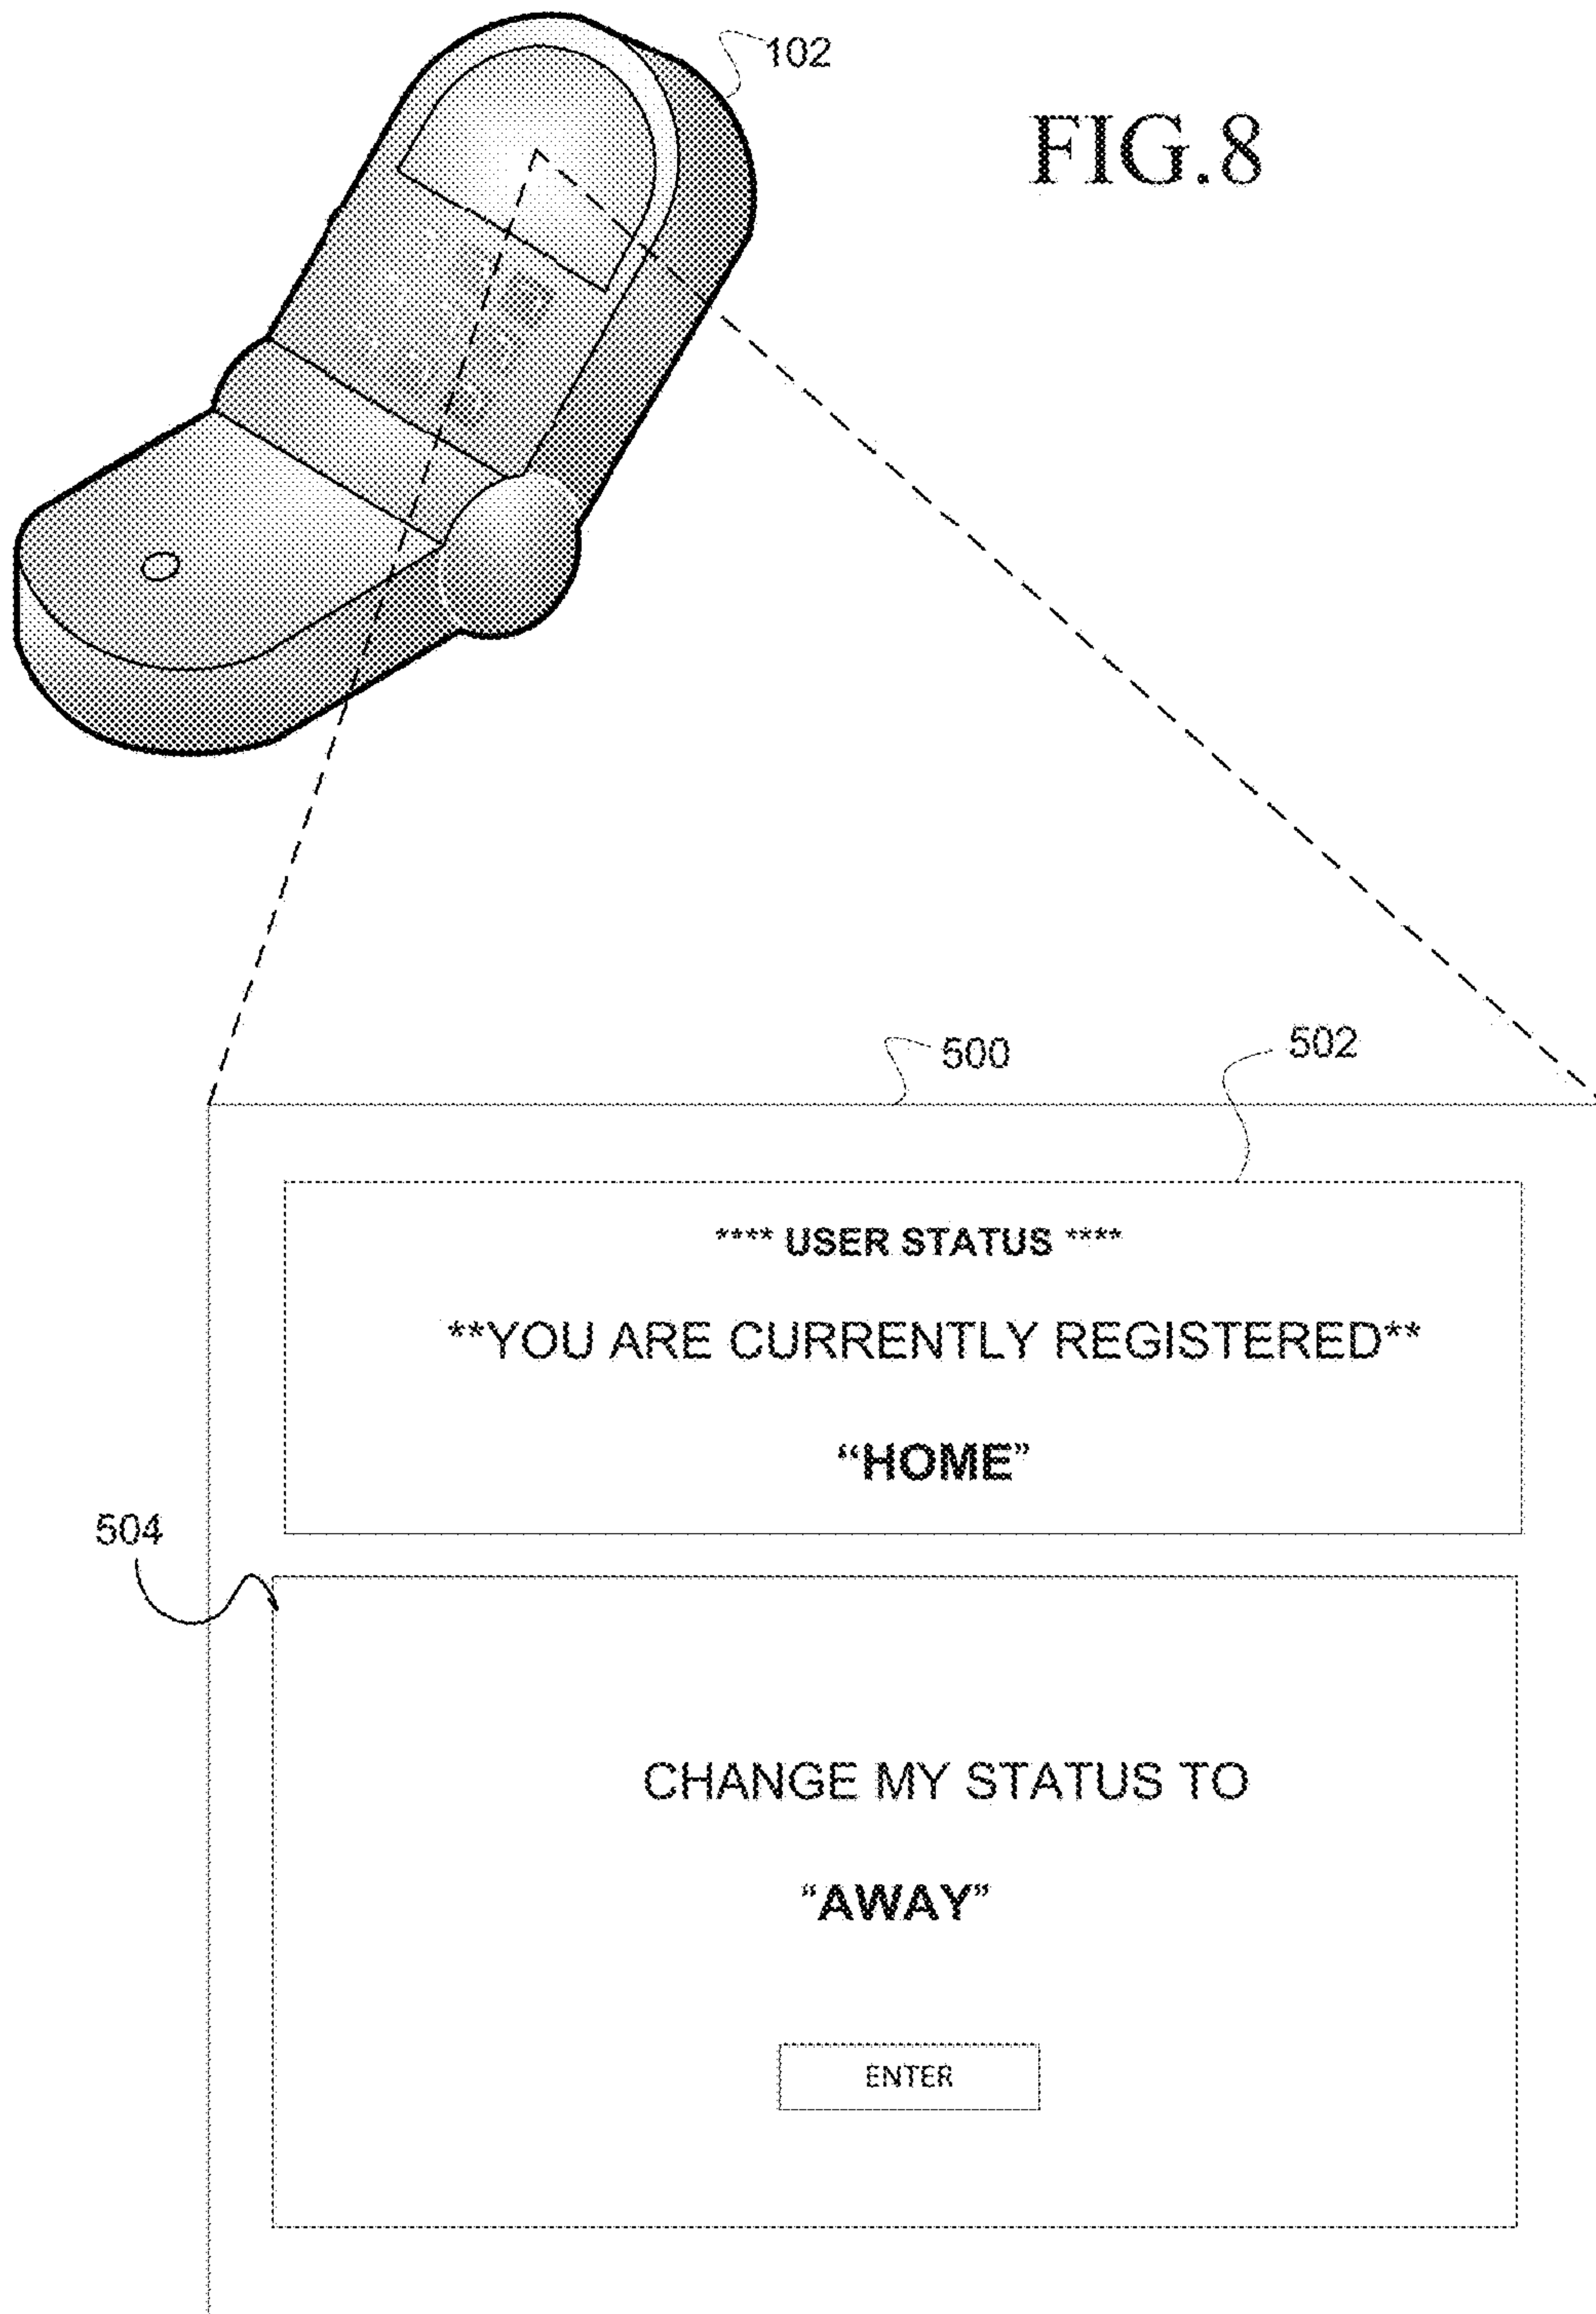 102
FIG.8
500
502
**** USER STATUS ****
**YOU ARE CURRENTLY REGISTERED**
“HOME”
504
CHANGE MY STATUS TO
“AWAY”
ENTER